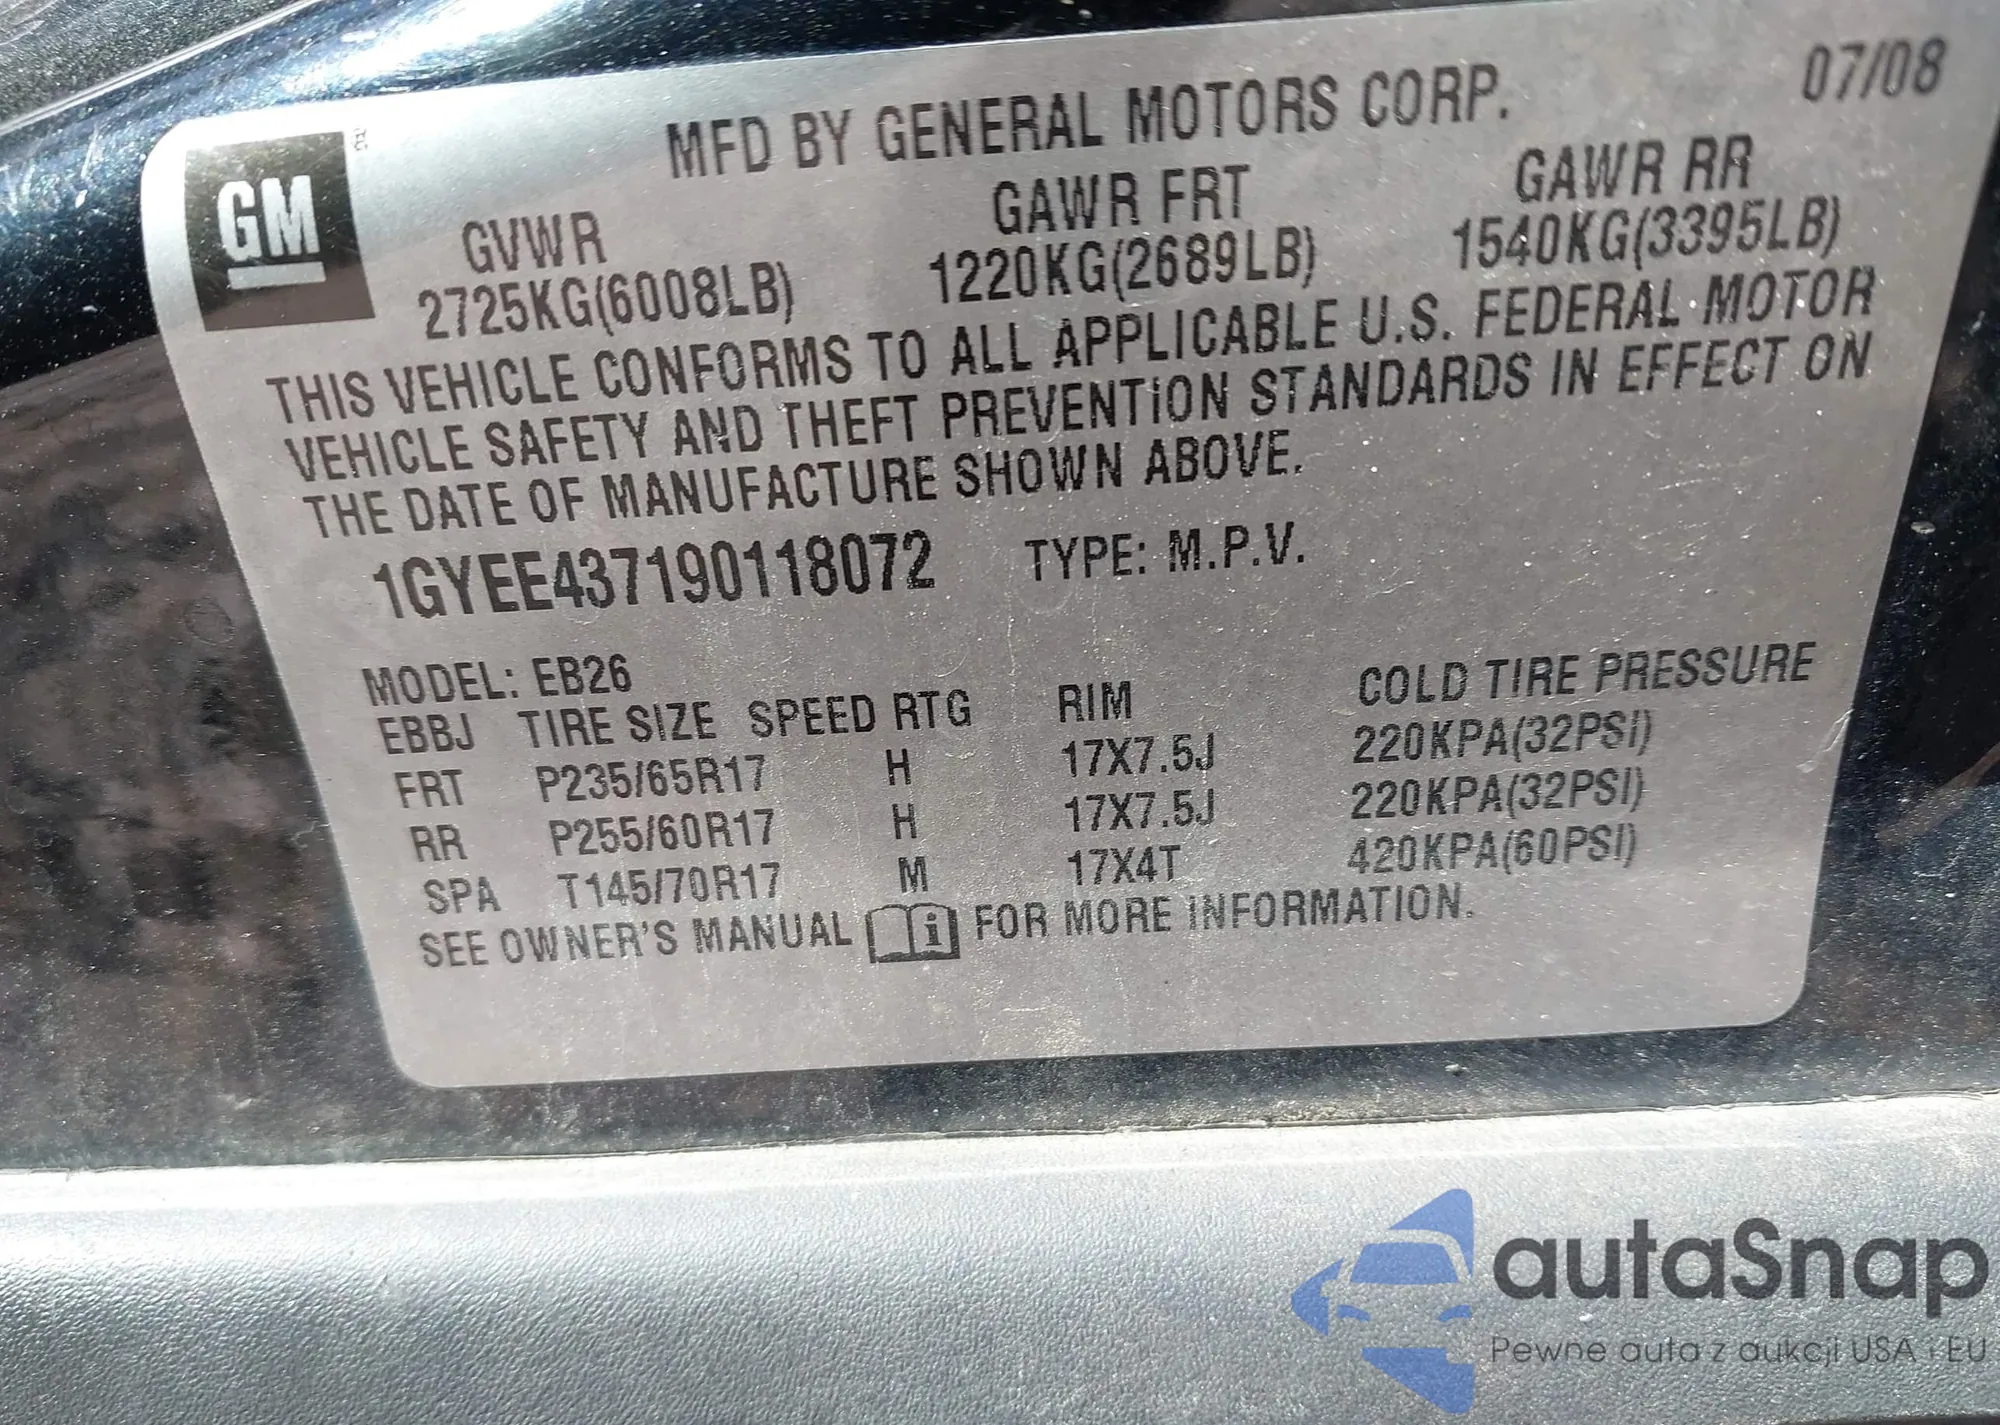 07/08
MFD BY GENERAL MOTORS CORP.
GM
®
GVWR GAWR FRT GAWR RR
2725KG(6008LB) 1220KG(2689LB) 1540KG(3395LB)
THIS VEHICLE CONFORMS TO ALL APPLICABLE U.S. FEDERAL MOTOR
VEHICLE SAFETY AND THEFT PREVENTION STANDARDS IN EFFECT ON
THE DATE OF MANUFACTURE SHOWN ABOVE.
1GYEE437190118072 TYPE: M.P.V.
MODEL: EB26
EBBJ TIRE SIZE SPEED RTG RIM COLD TIRE PRESSURE
FRT P235/65R17 H 17X7.5J 220KPA(32PSI)
RR P255/60R17 H 17X7.5J 220KPA(32PSI)
SPA T145/70R17 M 17X4T 420KPA(60PSI)
SEE OWNER'S MANUAL i FOR MORE INFORMATION.
autaSnap
Pewne auta z aukcji USA i EU